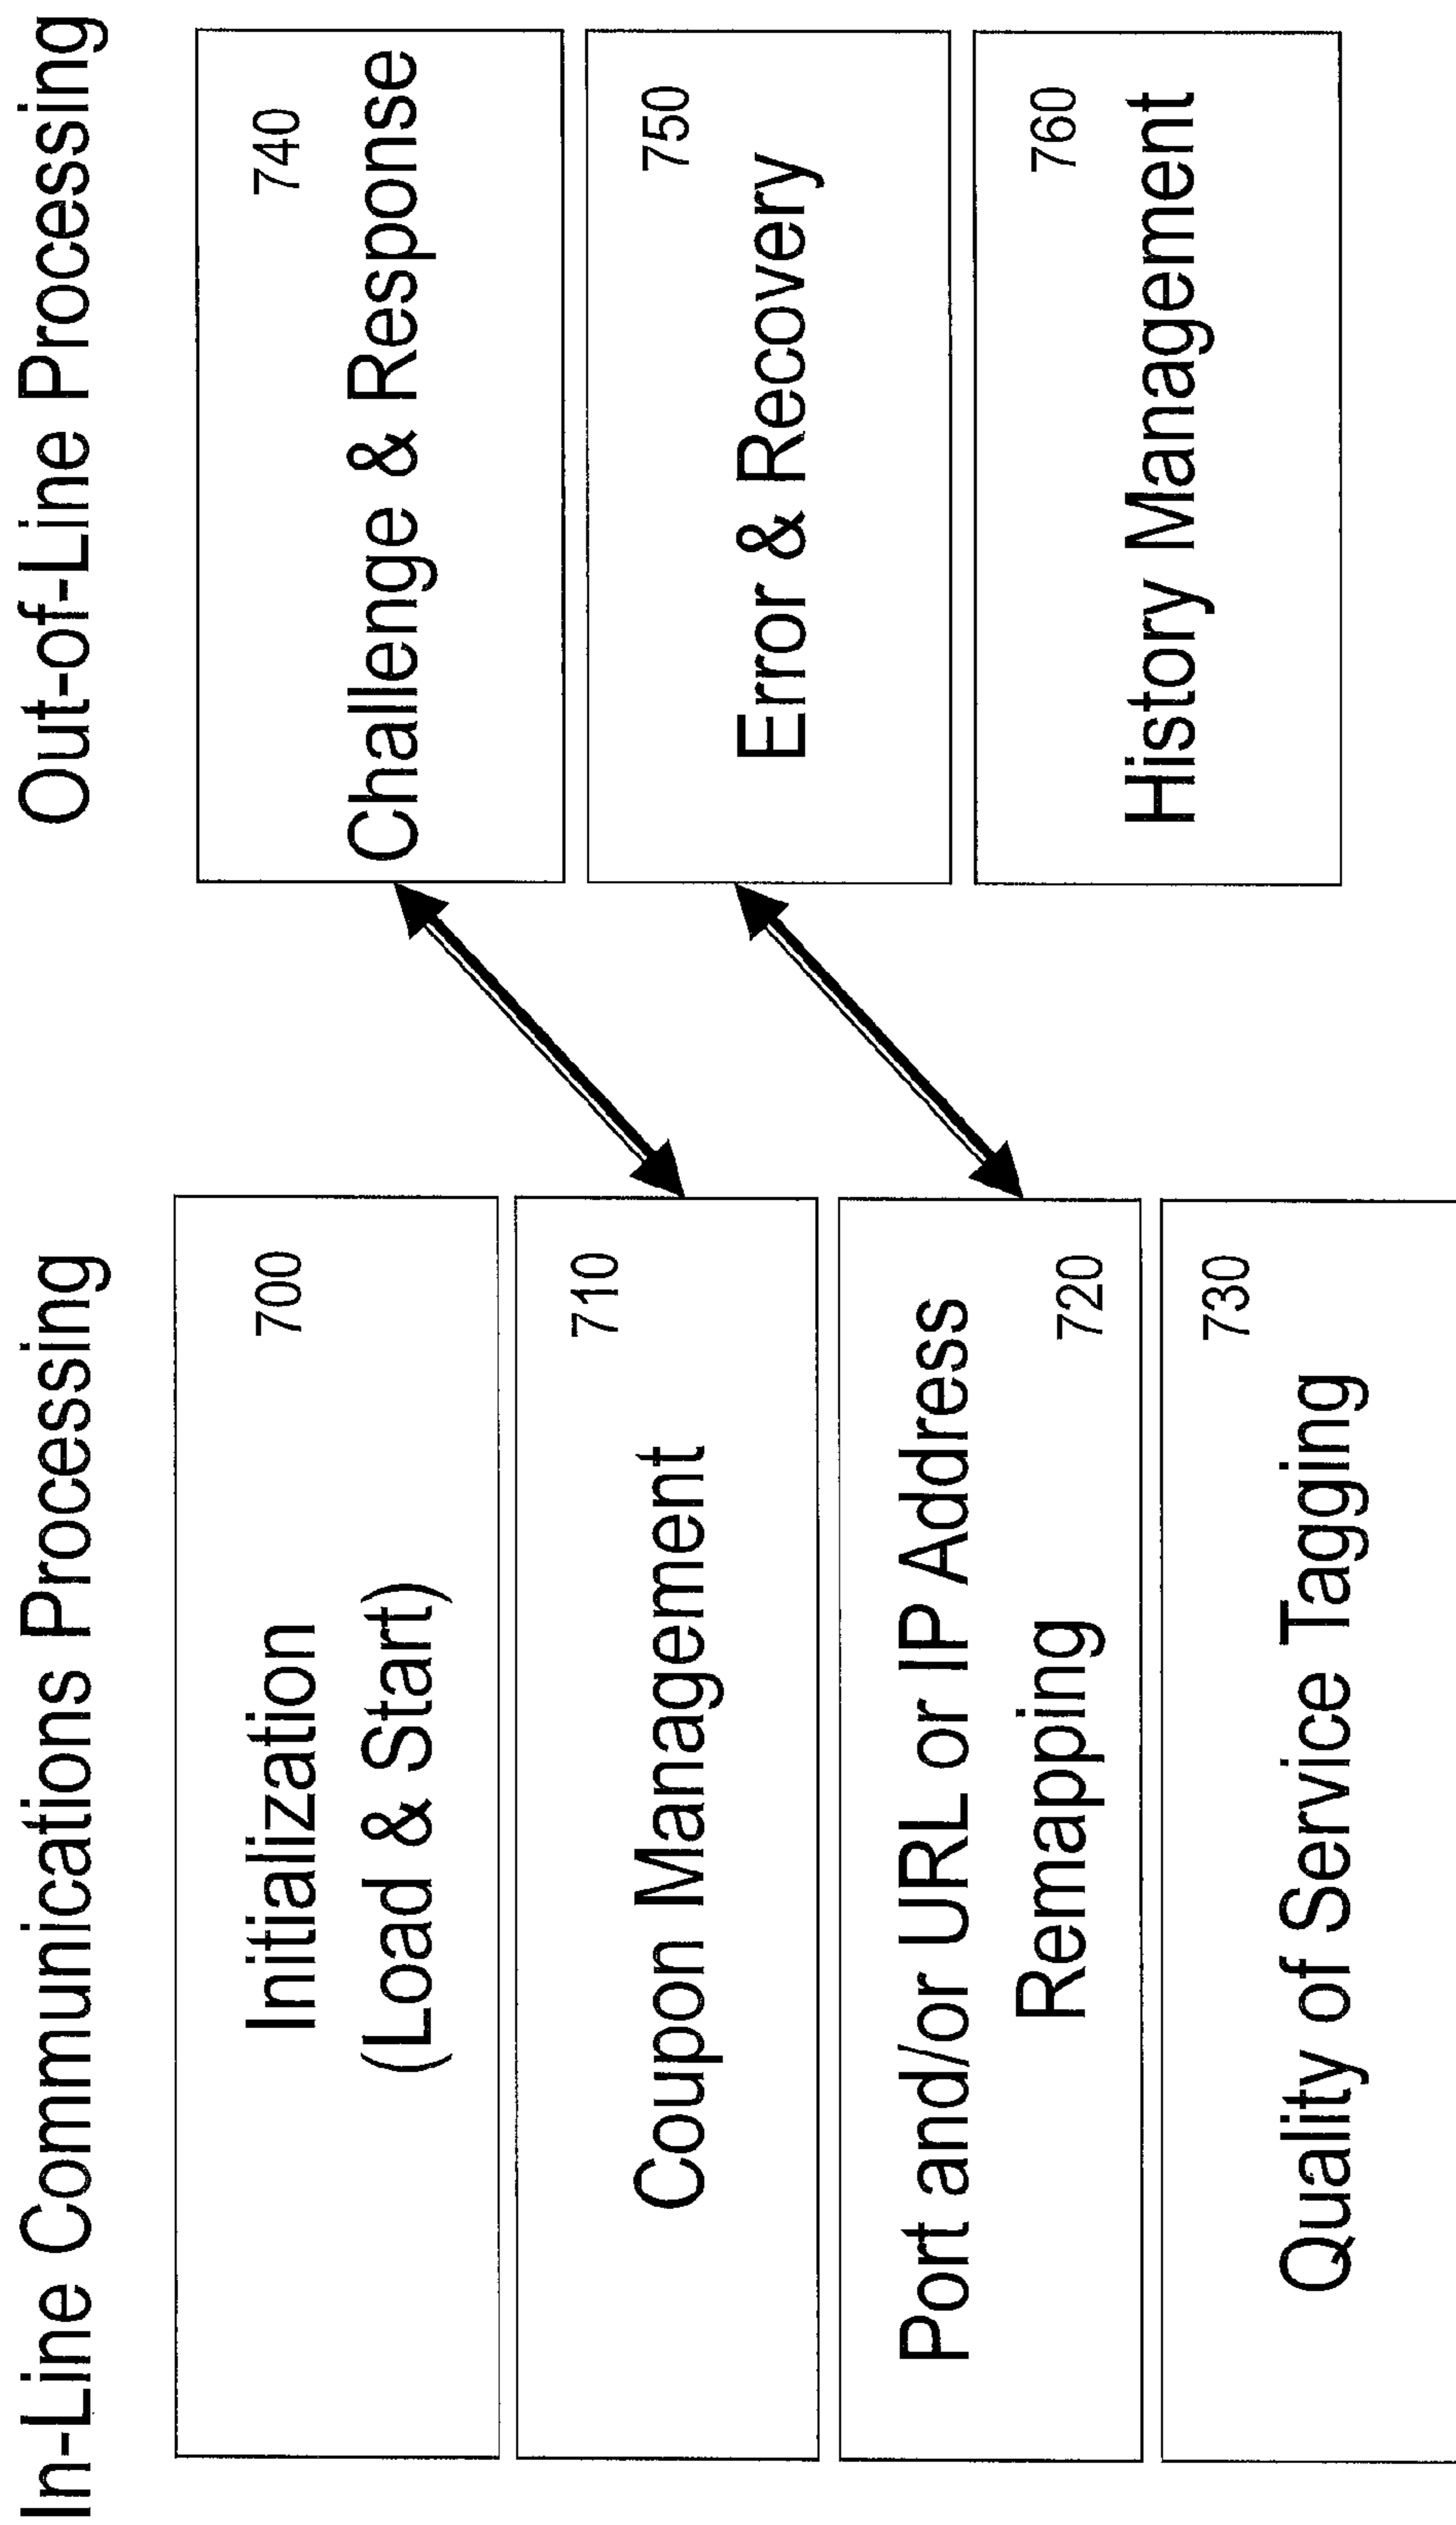 In-Line Communications Processing
700
Initialization
(Load & Start)
710
Coupon Management
Port and/or URL or IP Address
Remapping
720
730
Quality of Service Tagging
Out-of-Line Processing
740
Challenge & Response
750
Error & Recovery
760
History Management